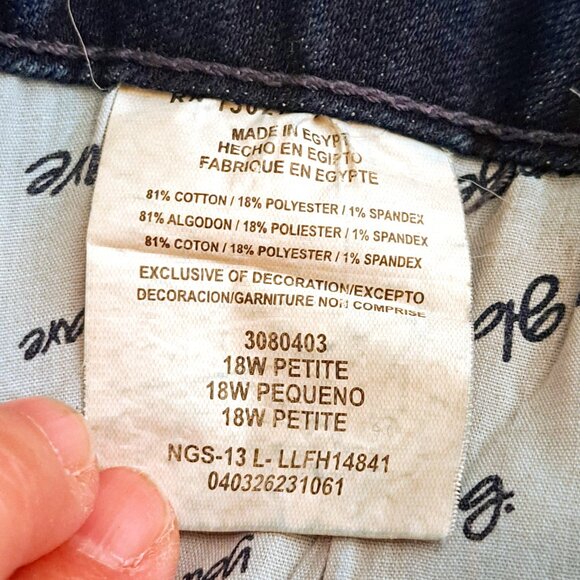 MADE IN EGYPT
HECHO EN EGIPTO
FABRIQUE EN EGYPTE
81% COTTON / 18% POLYESTER / 1% SPANDEX
81% ALGODON / 18% POLIESTER / 1% SPANDEX
81% COTON / 18% POLYESTER / 1% SPANDEX
EXCLUSIVE OF DECORATION/EXCEPTO
DECORACION/GARNITURE NON COMPRISE
3080403
18W PETITE
18W PEQUENO
18W PETITE
NGS-13 L- LLFH14841
040326231061